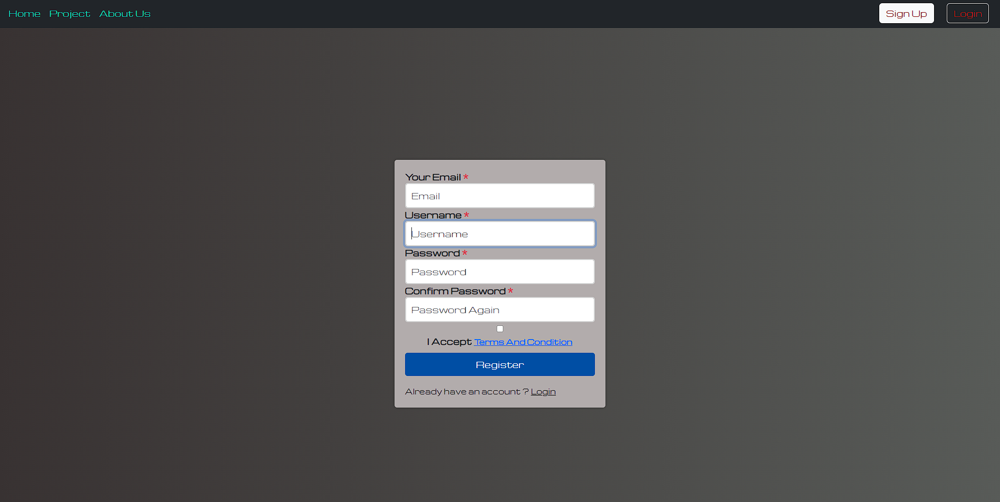 Home Project About Us Sign Up Login
Your Email *
Email
Username *
Username
Password *
Password
Confirm Password *
Password Again
I Accept Terms And Condition
Register
Already have an account ? Login